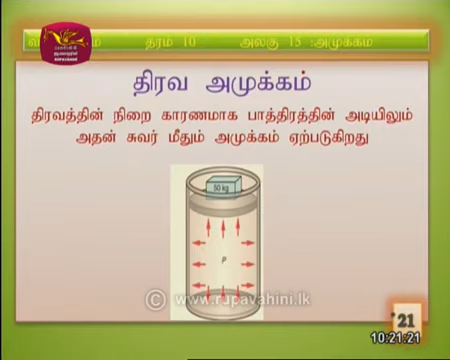 தரம் 10 அலகு 15 :அமுக்கம்
திரவ அமுக்கம்
திரவத்தின் நிறை காரணமாக பாத்திரத்தின் அடியிலும்
அதன் சுவர் மீதும் அமுக்கம் ஏற்படுகிறது
50 kg
P
© www.rupavahini.lk
'21
10:21:21